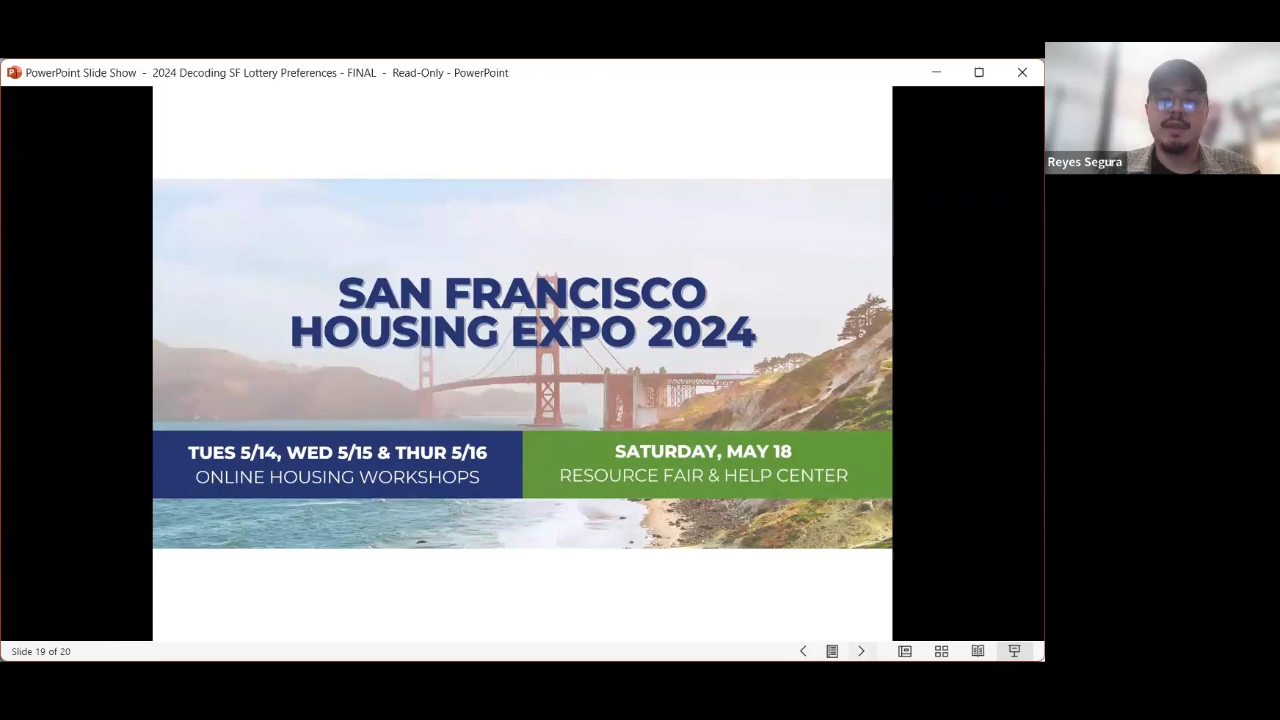 PowerPoint Slide Show - 2024 Decoding SF Lottery Preferences - FINAL - Read-Only - PowerPoint
Reyes Segura
SAN FRANCISCO
HOUSING EXPO 2024
TUES 5/14, WED 5/15 & THUR 5/16
ONLINE HOUSING WORKSHOPS
SATURDAY, MAY 18
RESOURCE FAIR & HELP CENTER
Slide 19 of 20